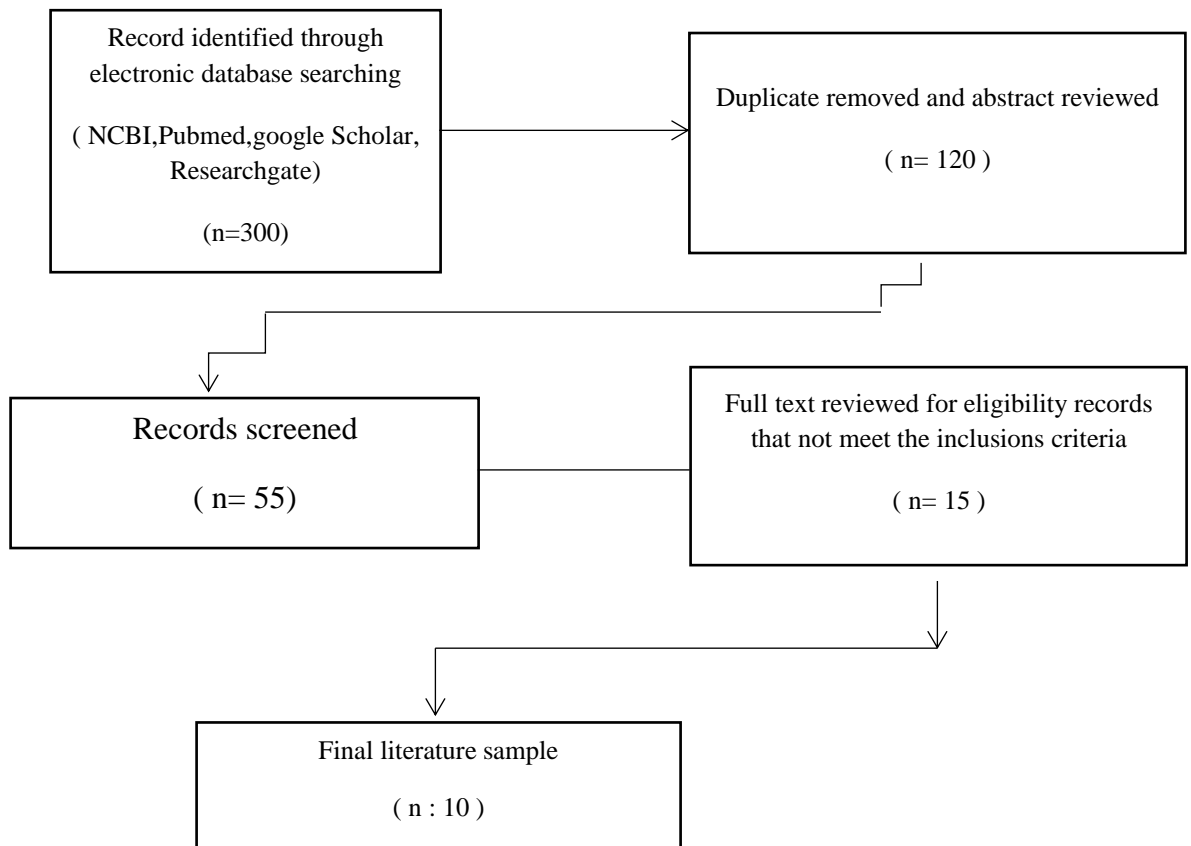 Record identified through
electronic database searching
( NCBI,Pubmed,google Scholar,
Researchgate)
(n=300)
Duplicate removed and abstract reviewed
( n= 120 )
Records screened
( n= 55)
Full text reviewed for eligibility records
that not meet the inclusions criteria
( n= 15 )
Final literature sample
( n : 10 )